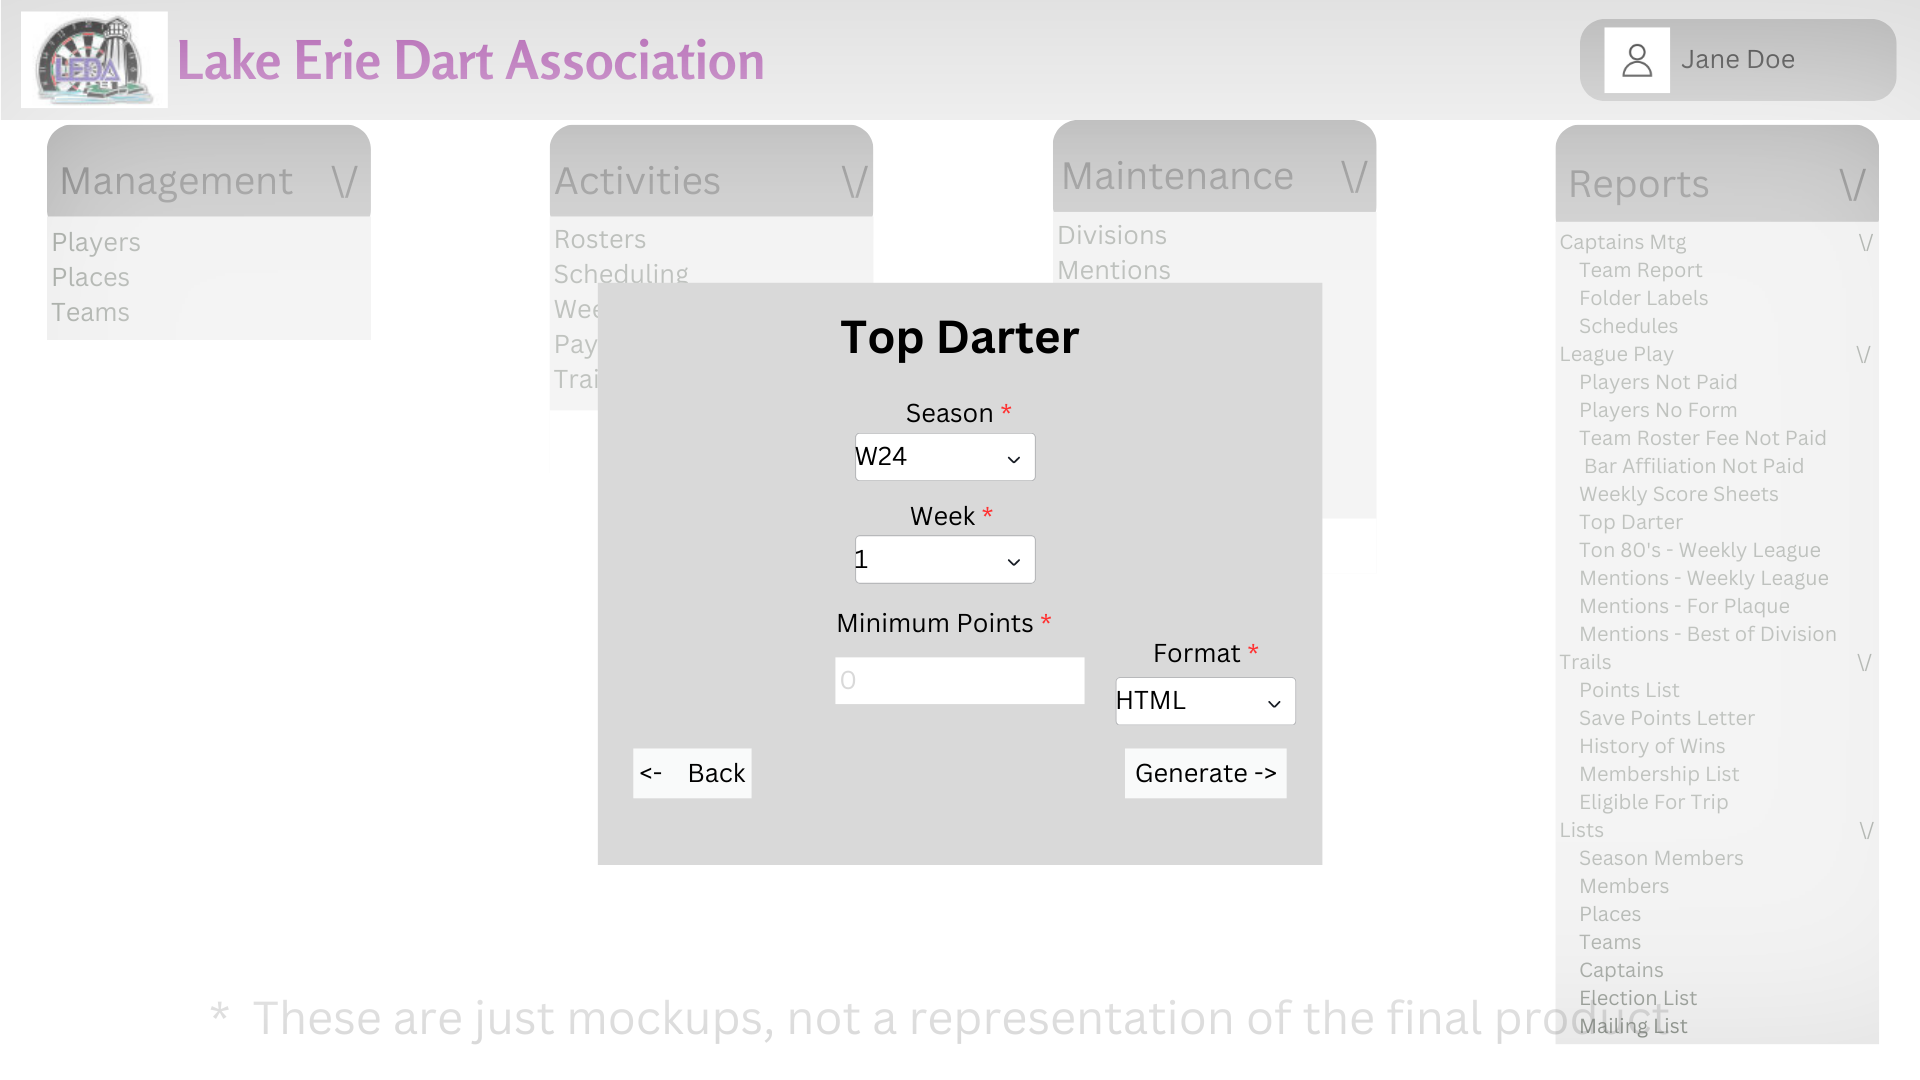 LEDA
Lake Erie Dart Association
Jane Doe
Management \/
Players
Places
Teams
Activities \/
Rosters
Scheduling
Maintenance \/
Divisions
Mentions
Reports \/
Captains Mtg \/
Team Report
Folder Labels
Schedules
League Play \/
Players Not Paid
Players No Form
Team Roster Fee Not Paid
Bar Affiliation Not Paid
Weekly Score Sheets
Top Darter
Ton 80's - Weekly League
Mentions - Weekly League
Mentions - For Plaque
Mentions - Best of Division
Trails \/
Points List
Save Points Letter
History of Wins
Membership List
Eligible For Trip
Lists \/
Season Members
Members
Places
Teams
Captains
Election List
Mailing List
Top Darter
Season *
W24
Week *
1
Minimum Points *
0
Format *
HTML
<- Back
Generate ->
* These are just mockups, not a representation of the final product